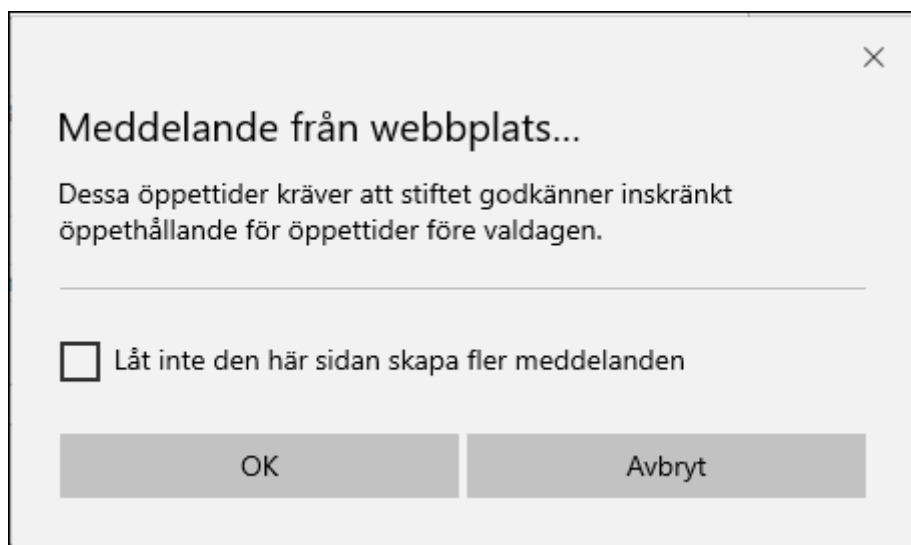 Meddelande från webbplats...
Dessa öppettider kräver att stiftet godkänner inskränkt
öppethållande för öppettider före valdagen.
Låt inte den här sidan skapa fler meddelanden
OK
Avbryt